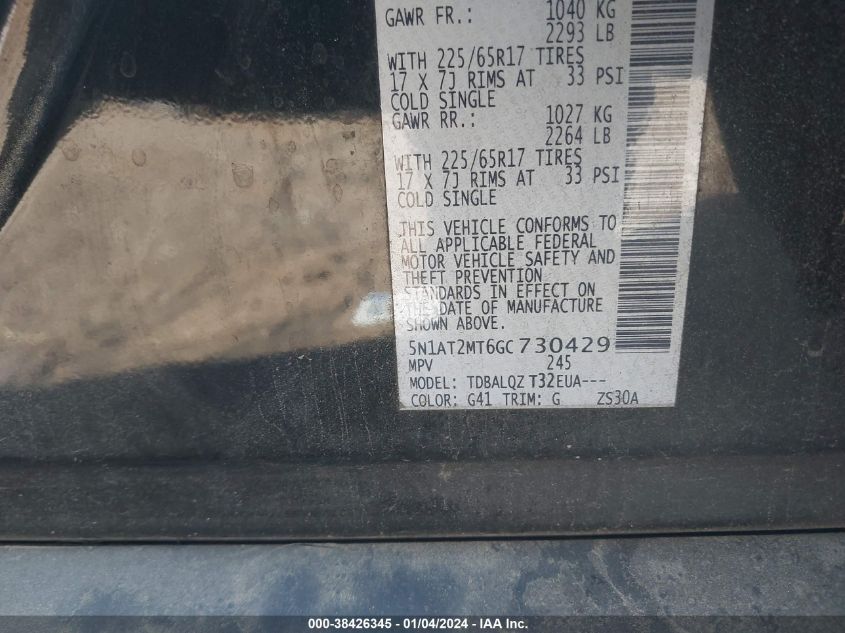 GAWR FR.: 1040 KG
2293 LB
WITH 225/65R17 TIRES
17 X 7J RIMS AT 33 PSI
COLD SINGLE
GAWR RR.: 1027 KG
2264 LB
WITH 225/65R17 TIRES
17 X 7J RIMS AT 33 PSI
COLD SINGLE
THIS VEHICLE CONFORMS TO
ALL APPLICABLE FEDERAL
MOTOR VEHICLE SAFETY AND
THEFT PREVENTION
STANDARDS IN EFFECT ON
THE DATE OF MANUFACTURE
SHOWN ABOVE.
5N1AT2MT6GC730429
MPV 245
MODEL: TDBALQZ T32EUA---
COLOR: G41 TRIM: G ZS30A
000-38426345 - 01/04/2024 - IAA Inc.